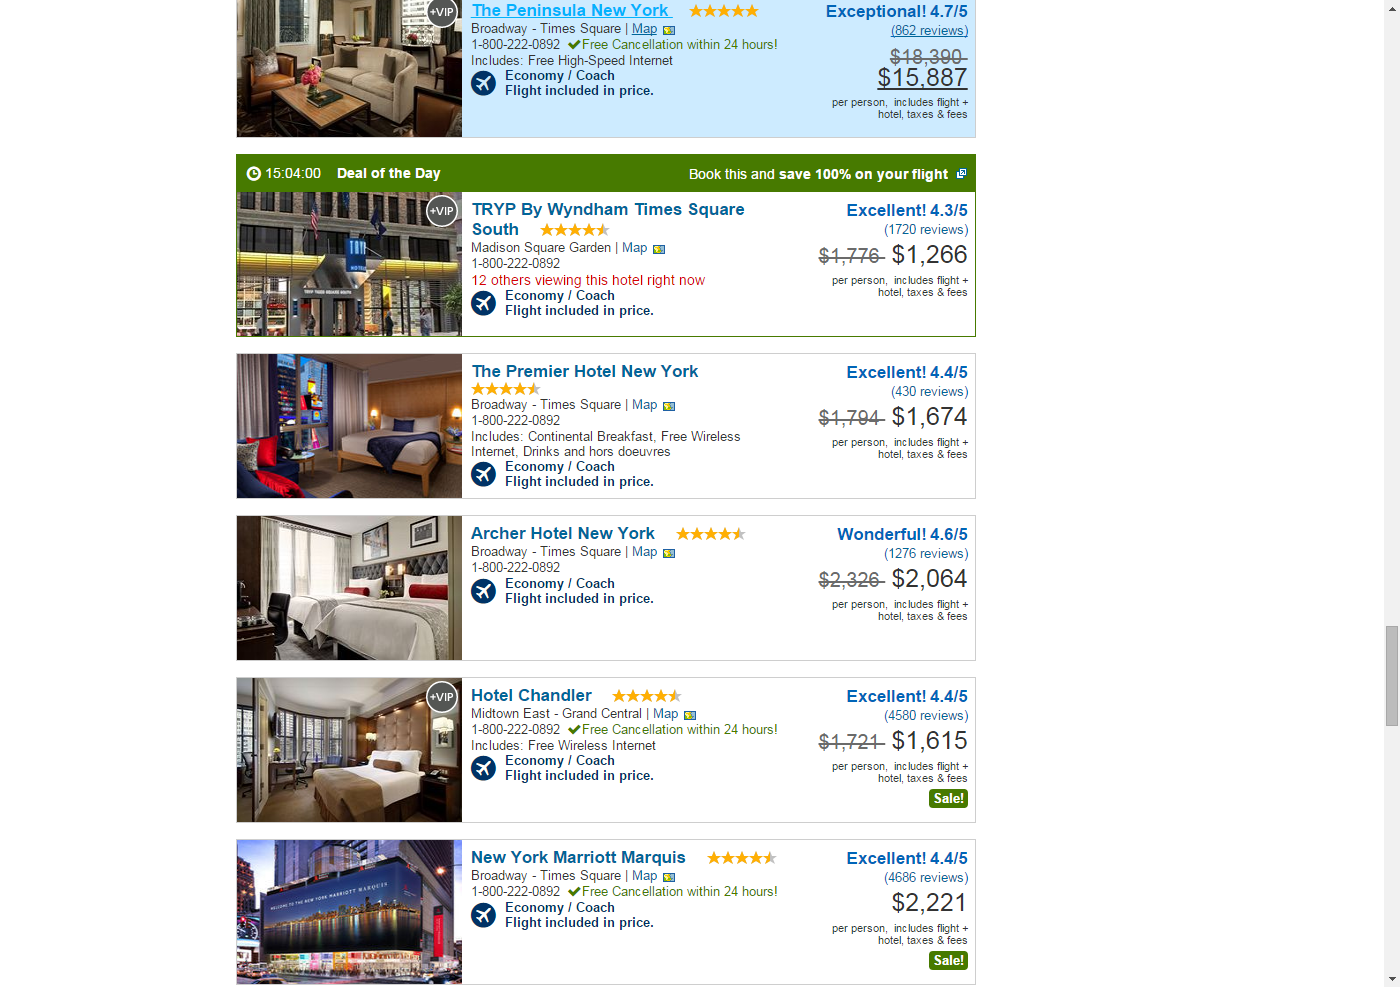 +VIP
The Peninsula New York
Exceptional! 4.7/5
Broadway - Times Square | Map
(862 reviews)
1-800-222-0892 Free Cancellation within 24 hours!
Includes: Free High-Speed Internet
$18,390
$15,887
Economy / Coach
Flight included in price.
per person, includes flight +
hotel, taxes & fees
15:04:00 Deal of the Day
Book this and save 100% on your flight
+VIP
TRYP By Wyndham Times Square
South
Excellent! 4.3/5
(1720 reviews)
Madison Square Garden | Map
$1,776 $1,266
1-800-222-0892
12 others viewing this hotel right now
Economy / Coach
Flight included in price.
per person, includes flight +
hotel, taxes & fees
TRYP
HOTEL
TRYP TIMES SQUARE SOUTH
The Premier Hotel New York
Excellent! 4.4/5
(430 reviews)
Broadway - Times Square | Map
$1,794 $1,674
1-800-222-0892
Includes: Continental Breakfast, Free Wireless
Internet, Drinks and hors doeuvres
per person, includes flight +
hotel, taxes & fees
Economy / Coach
Flight included in price.
Archer Hotel New York
Wonderful! 4.6/5
Broadway - Times Square | Map
(1276 reviews)
1-800-222-0892
$2,326 $2,064
Economy / Coach
Flight included in price.
per person, includes flight +
hotel, taxes & fees
+VIP
Hotel Chandler
Excellent! 4.4/5
Midtown East - Grand Central | Map
(4580 reviews)
1-800-222-0892 Free Cancellation within 24 hours!
Includes: Free Wireless Internet
$1,721 $1,615
Economy / Coach
Flight included in price.
per person, includes flight +
hotel, taxes & fees
Sale!
New York Marriott Marquis
Excellent! 4.4/5
Broadway - Times Square | Map
(4686 reviews)
1-800-222-0892 Free Cancellation within 24 hours!
$2,221
Economy / Coach
Flight included in price.
per person, includes flight +
hotel, taxes & fees
Sale!
WELCOME TO THE NEW YORK MARRIOTT MARQUIS